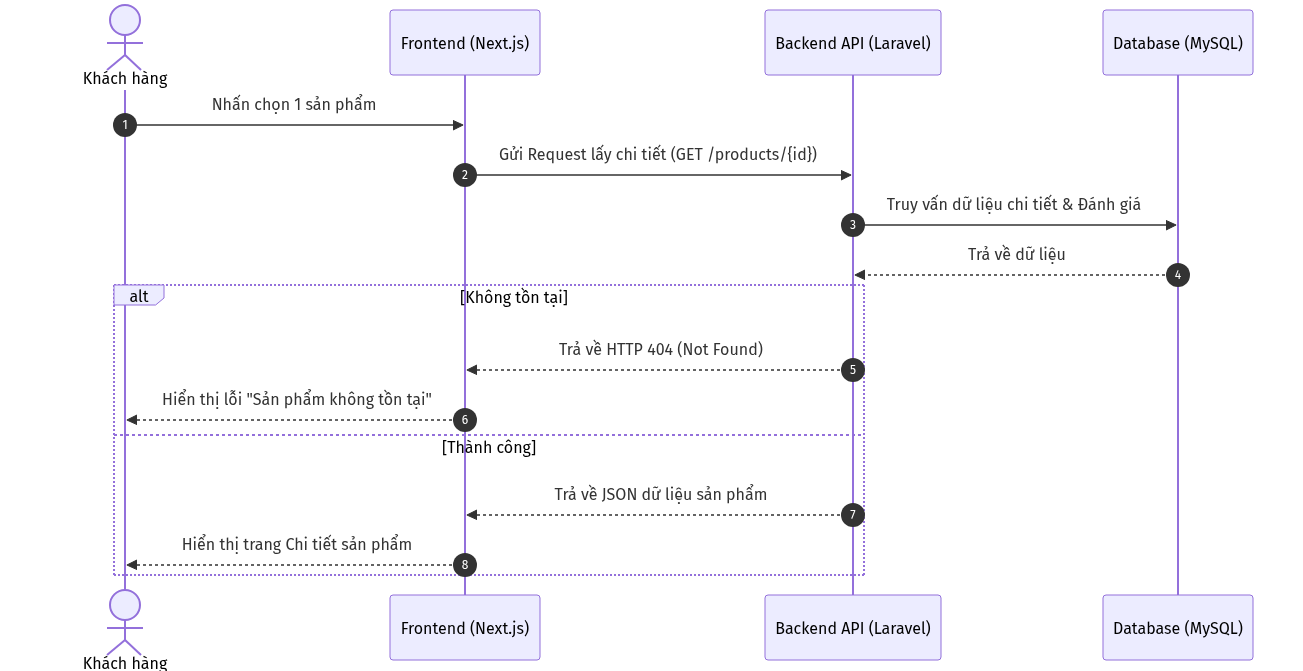 Khách hàng
Frontend (Next.js)
Backend API (Laravel)
Database (MySQL)
Nhấn chọn 1 sản phẩm
1
Gửi Request lấy chi tiết (GET /products/{id})
2
Truy vấn dữ liệu chi tiết & Đánh giá
3
Trả về dữ liệu
4
alt
[Không tồn tại]
Trả về HTTP 404 (Not Found)
5
Hiển thị lỗi "Sản phẩm không tồn tại"
6
[Thành công]
Trả về JSON dữ liệu sản phẩm
7
Hiển thị trang Chi tiết sản phẩm
8
Khách hàng
Frontend (Next.js)
Backend API (Laravel)
Database (MySQL)